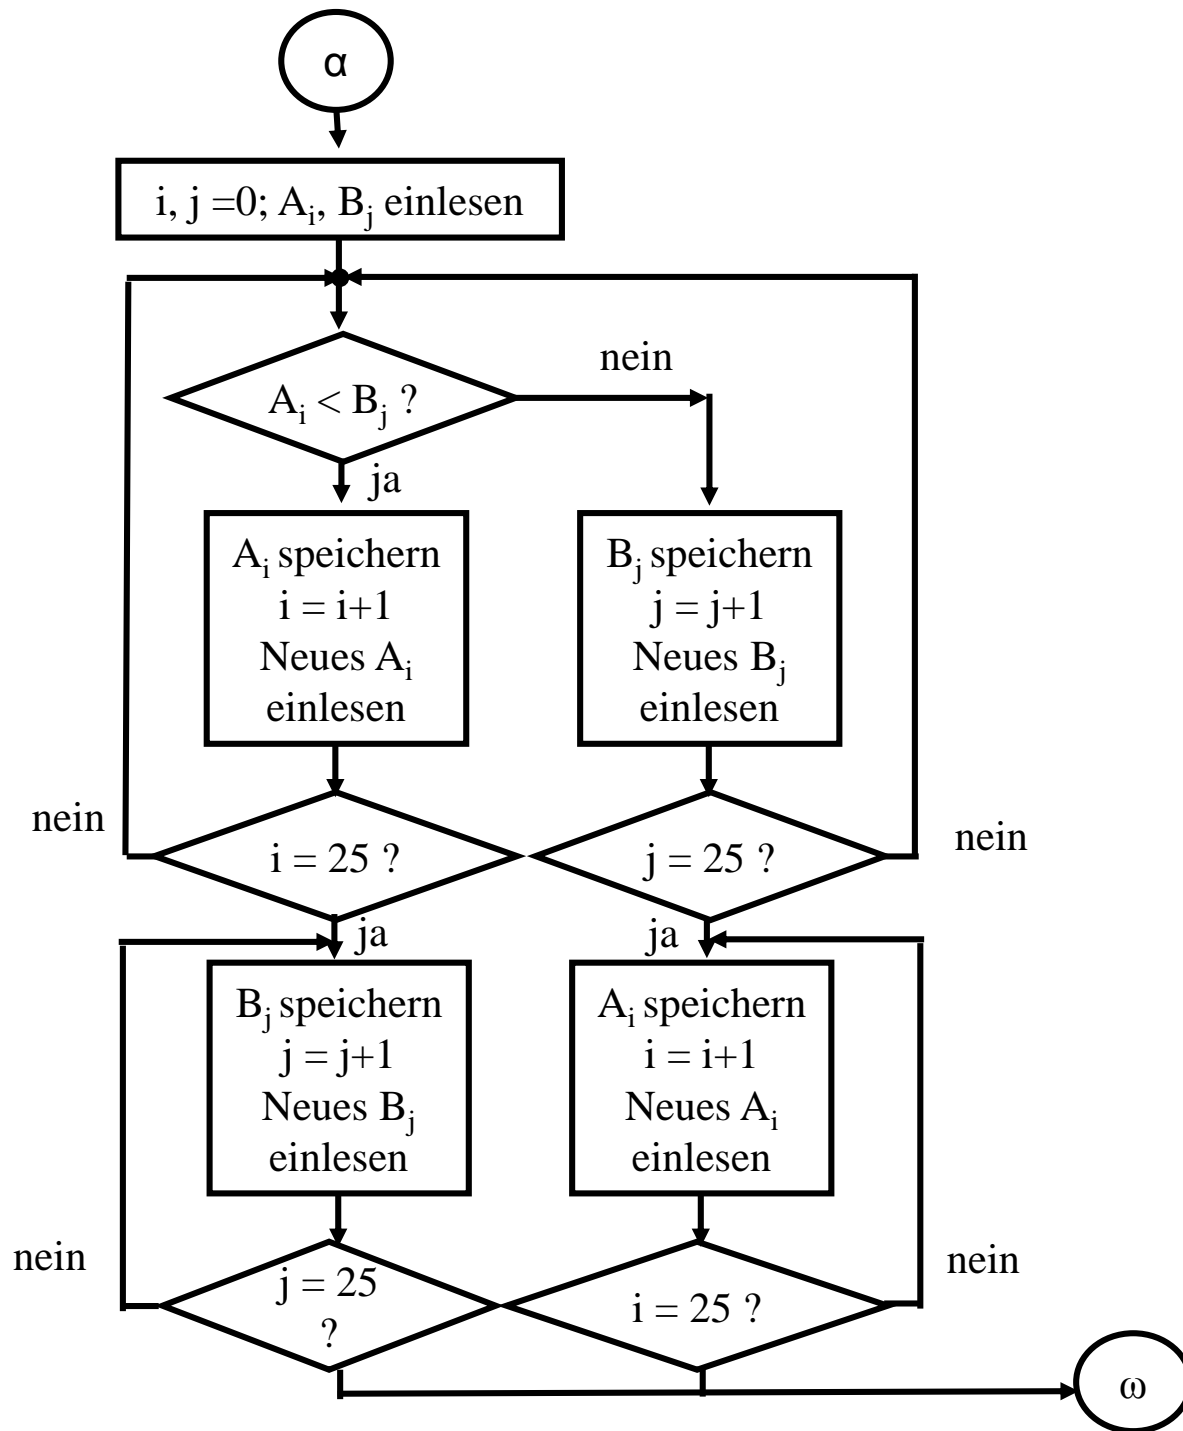 α
i, j =0; Ai, Bj einlesen
nein
Ai < Bj ?
ja
Ai speichern
i = i+1
Neues Ai
einlesen
Bj speichern
j = j+1
Neues Bj
einlesen
nein
i = 25 ?
j = 25 ?
nein
ja
ja
Bj speichern
j = j+1
Neues Bj
einlesen
Ai speichern
i = i+1
Neues Ai
einlesen
nein
j = 25
?
i = 25 ?
nein
ω